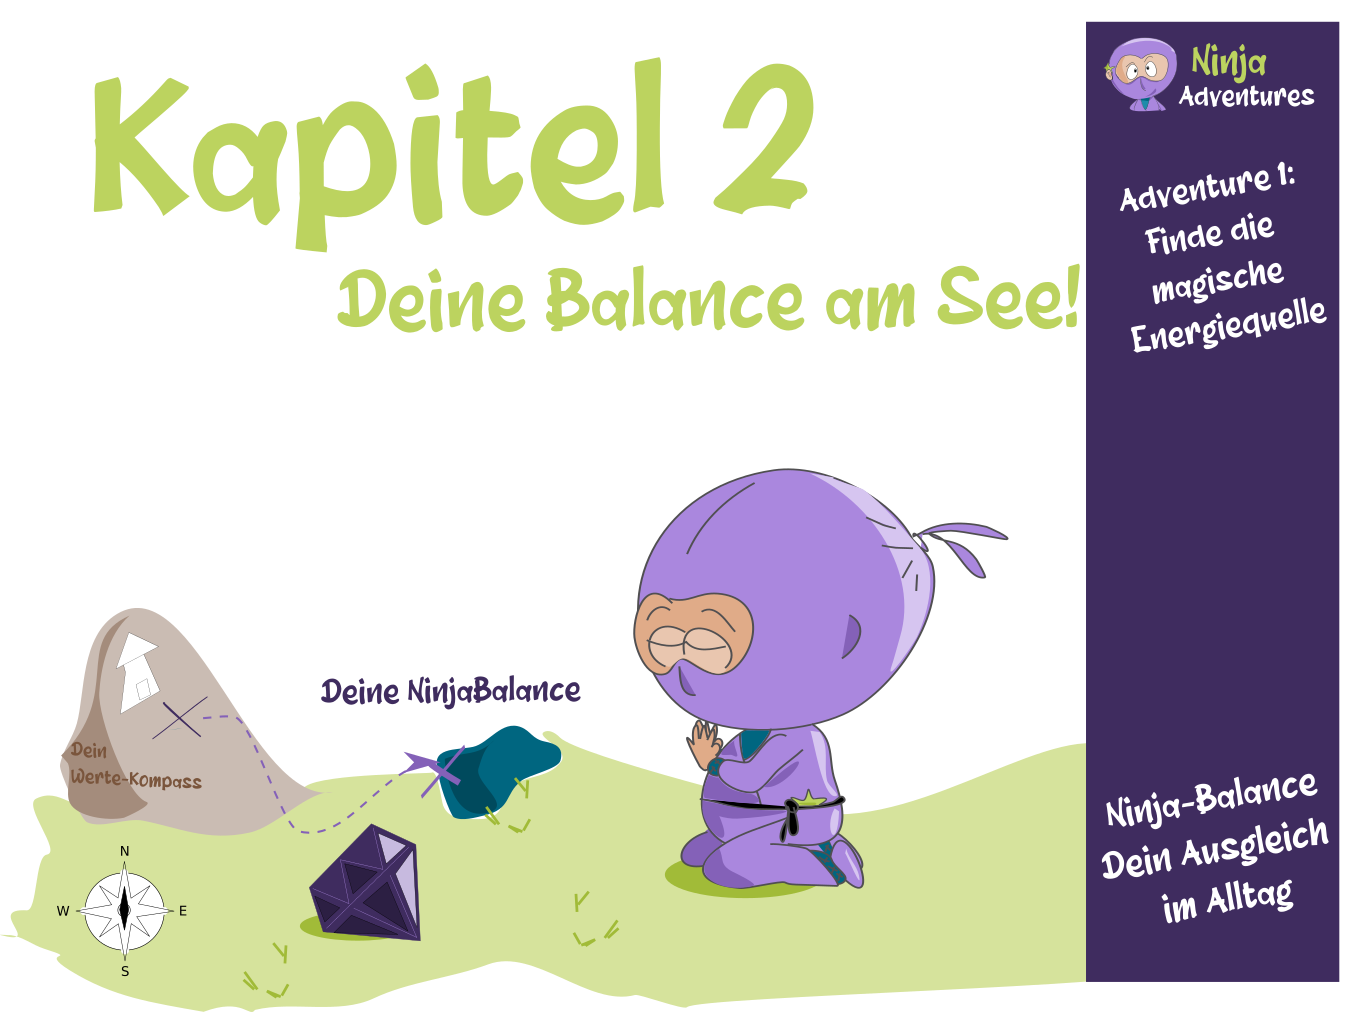 Kapitel 2
Deine Balance am See!
Ninja
Adventures
Adventure 1:
Finde die
magische
Energiequelle
Deine NinjaBalance
Dein
Werte-Kompass
N
W
E
S
Ninja-Balance
Dein Ausgleich
im Alltag